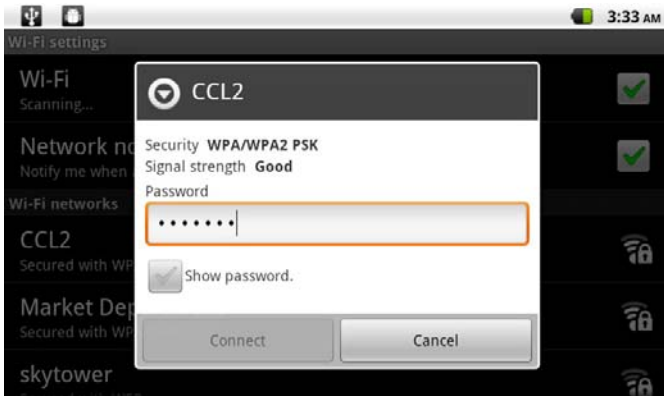 3:33 AM
Wi-Fi settings
Wi-Fi
Scanning...
Network no
Notify me when
CCL2
Security WPA/WPA2 PSK
Signal strength Good
Password
•••••••
Show password.
Connect Cancel
Wi-Fi networks
CCL2
Secured with WP
Market Dep
Secured with WP
skytower